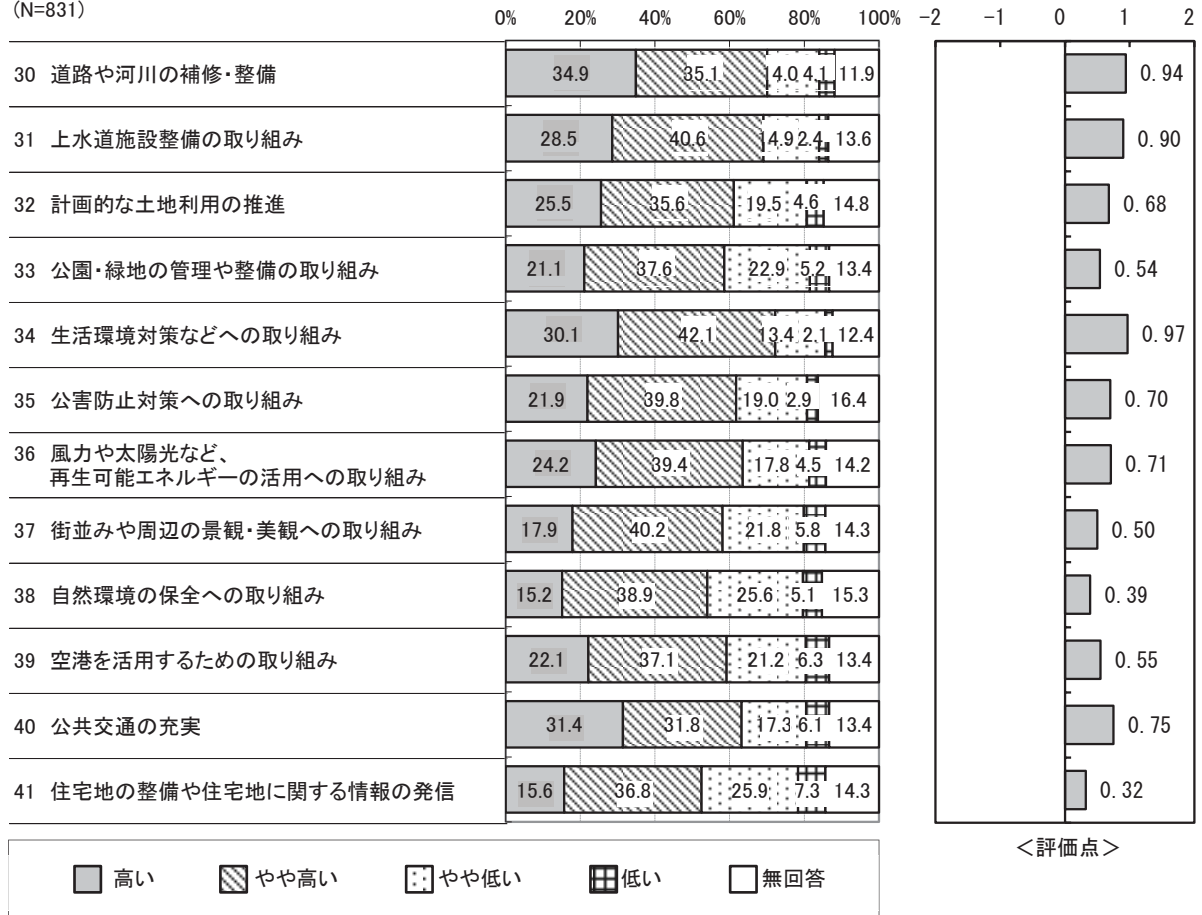 (N=831)
0% 20% 40% 60% 80% 100% −2 −1 0 1 2
30 道路や河川の補修・整備 34.9 35.1 14.0 4.1 11.9 0.94
31 上水道施設整備の取り組み 28.5 40.6 14.9 2.4 13.6 0.90
32 計画的な土地利用の推進 25.5 35.6 19.5 4.6 14.8 0.68
33 公園・緑地の管理や整備の取り組み 21.1 37.6 22.9 5.2 13.4 0.54
34 生活環境対策などへの取り組み 30.1 42.1 13.4 2.1 12.4 0.97
35 公害防止対策への取り組み 21.9 39.8 19.0 2.9 16.4 0.70
36 風力や太陽光など、
再生可能エネルギーの活用への取り組み 24.2 39.4 17.8 4.5 14.2 0.71
37 街並みや周辺の景観・美観への取り組み 17.9 40.2 21.8 5.8 14.3 0.50
38 自然環境の保全への取り組み 15.2 38.9 25.6 5.1 15.3 0.39
39 空港を活用するための取り組み 22.1 37.1 21.2 6.3 13.4 0.55
40 公共交通の充実 31.4 31.8 17.3 6.1 13.4 0.75
41 住宅地の整備や住宅地に関する情報の発信 15.6 36.8 25.9 7.3 14.3 0.32
＜評価点＞
高い やや高い やや低い 低い 無回答